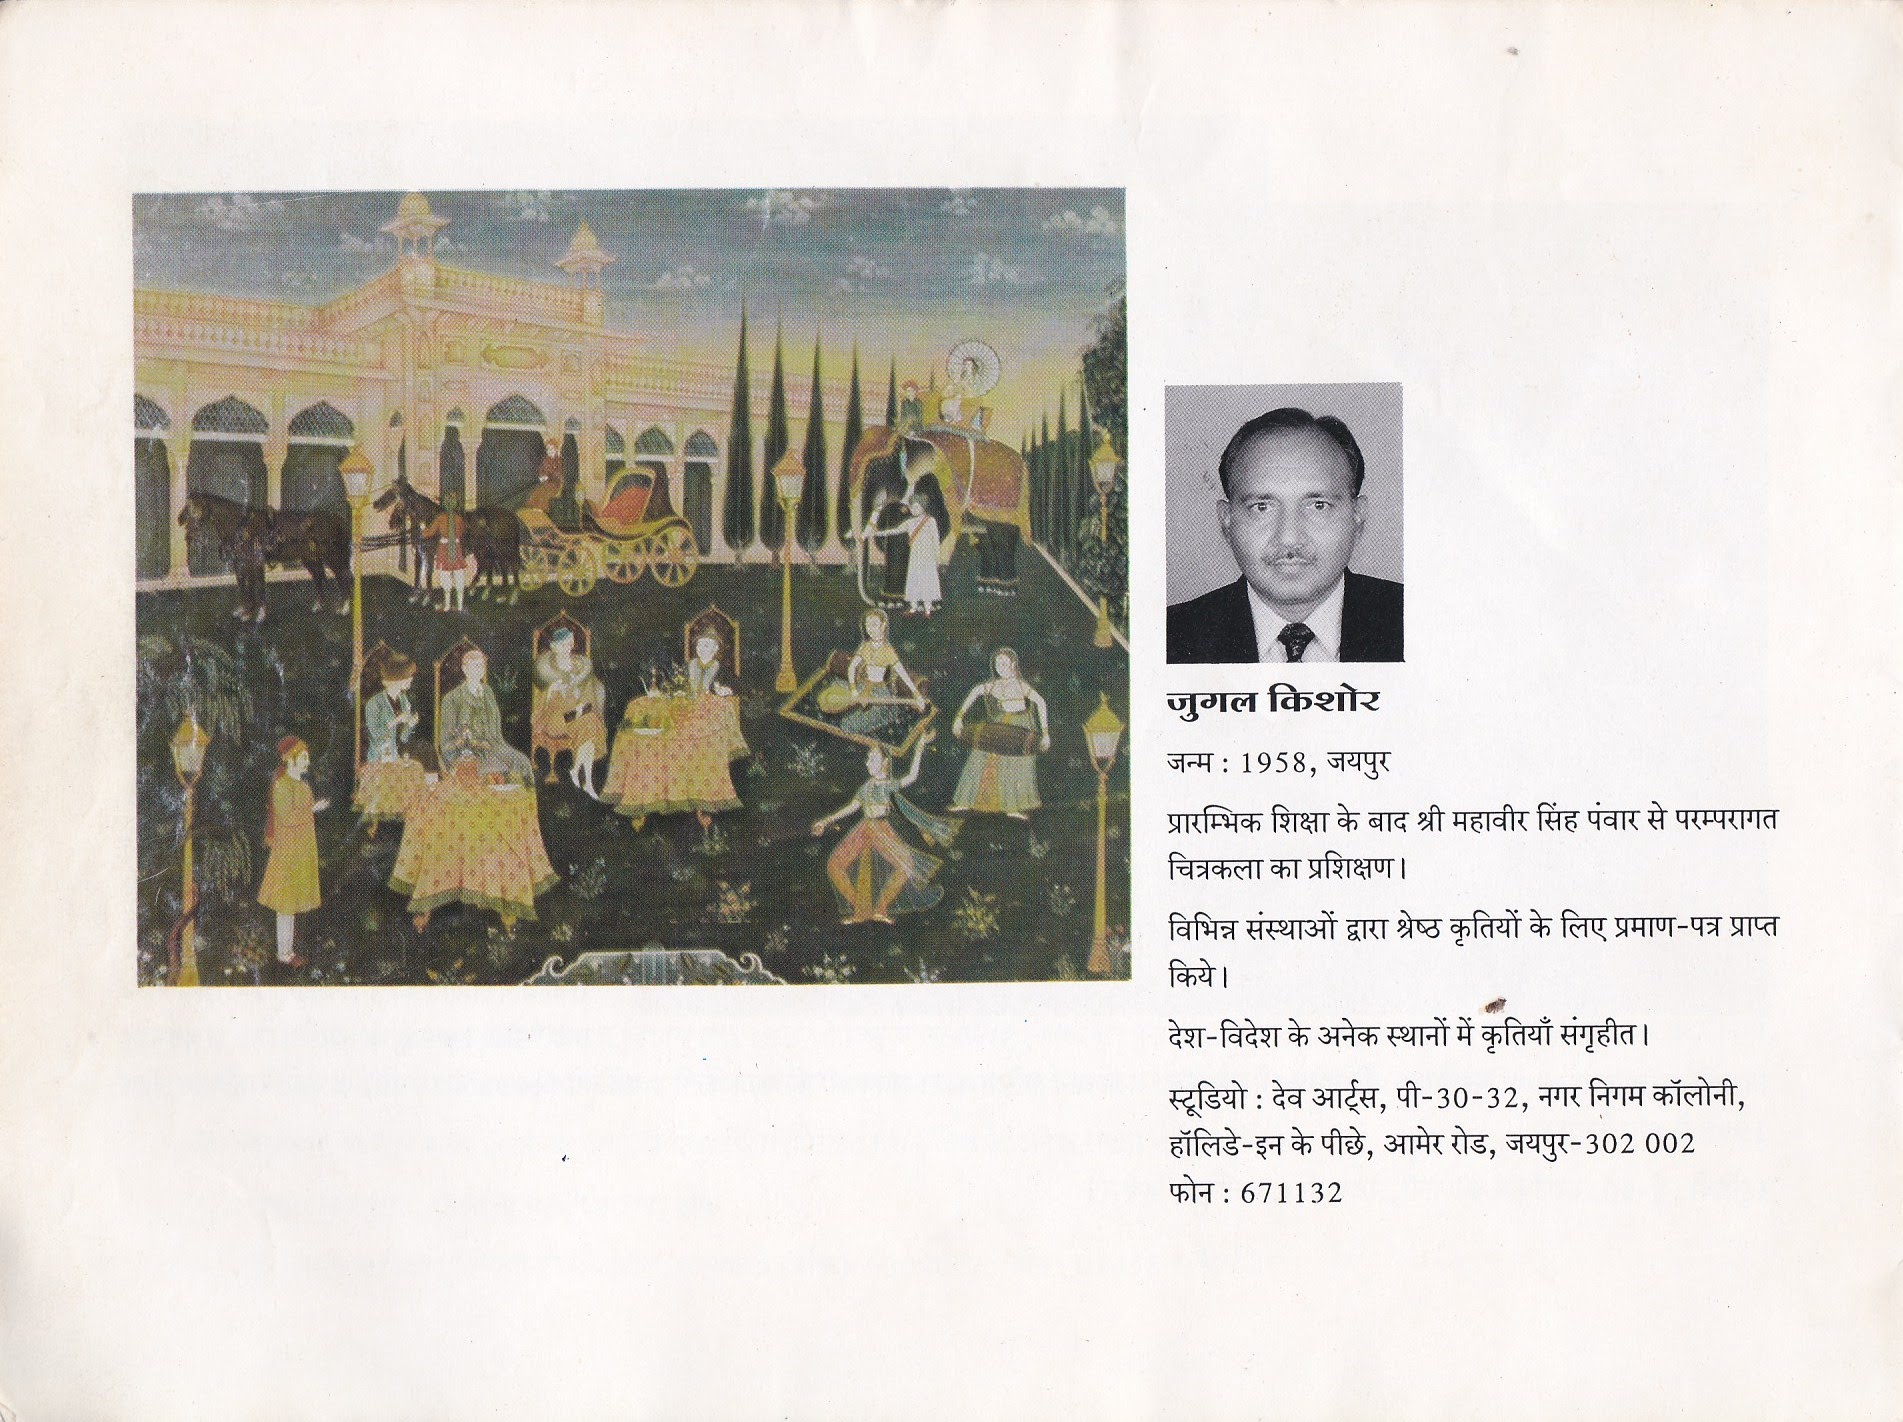 जुगल किशोर
जन्म : 1958, जयपुर
प्रारम्भिक शिक्षा के बाद श्री महावीर सिंह पंवार से परम्परागत
चित्रकला का प्रशिक्षण।
विभिन्न संस्थाओं द्वारा श्रेष्ठ कृतियों के लिए प्रमाण-पत्र प्राप्त
किये।
देश-विदेश के अनेक स्थानों में कृतियाँ संगृहीत।
स्टूडियो : देव आर्ट्स, पी-30-32, नगर निगम कॉलोनी,
हॉलिडे-इन के पीछे, आमेर रोड, जयपुर-302 002
फोन : 671132